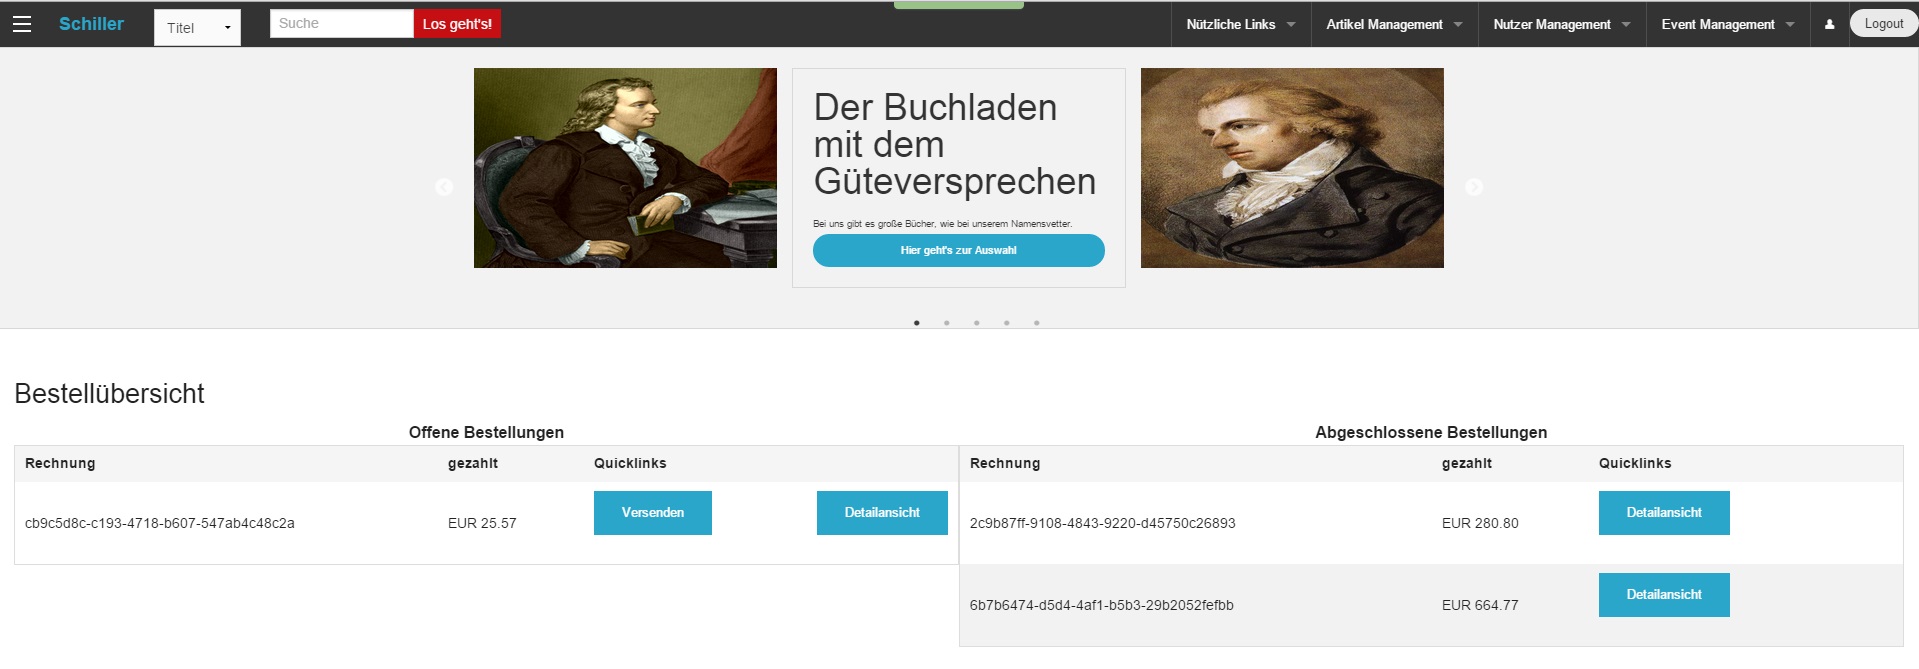 Schiller
Titel
Suche
Los geht's!
Nützliche Links
Artikel Management
Nutzer Management
Event Management
Logout
Der Buchladen
mit dem
Güteversprechen
Bei uns gibt es große Bücher, wie bei unserem Namensvetter.
Hier geht's zur Auswahl
Bestellübersicht
Offene Bestellungen
Rechnung gezahlt Quicklinks
cb9c5d8c-c193-4718-b607-547ab4c48c2a EUR 25.57 Versenden Detailansicht
Abgeschlossene Bestellungen
Rechnung gezahlt Quicklinks
2c9b87ff-9108-4843-9220-d45750c26893 EUR 280.80 Detailansicht
6b7b6474-d5d4-4af1-b5b3-29b2052fefbb EUR 664.77 Detailansicht